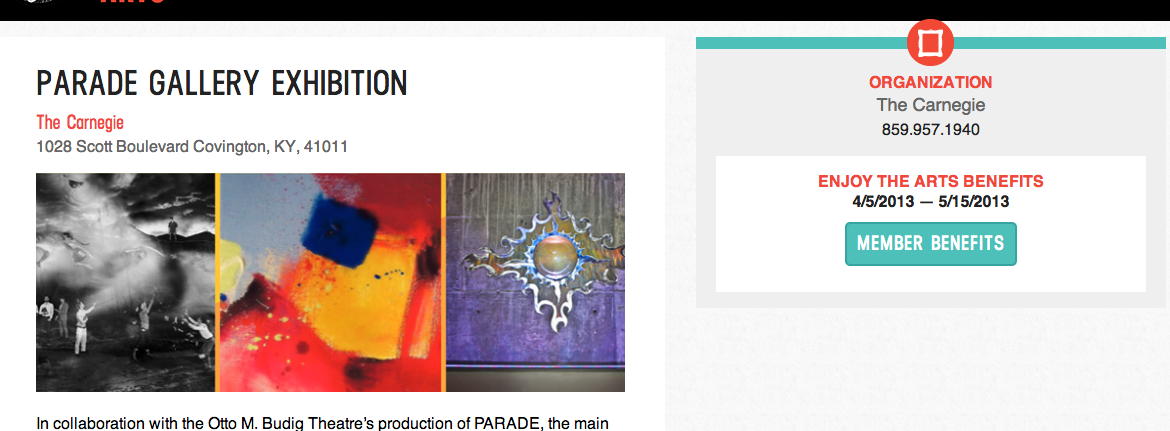 ARTS
PARADE GALLERY EXHIBITION
The Carnegie
1028 Scott Boulevard Covington, KY, 41011
In collaboration with the Otto M. Budig Theatre's production of PARADE, the main
ORGANIZATION
The Carnegie
859.957.1940
ENJOY THE ARTS BENEFITS
4/5/2013 — 5/15/2013
MEMBER BENEFITS